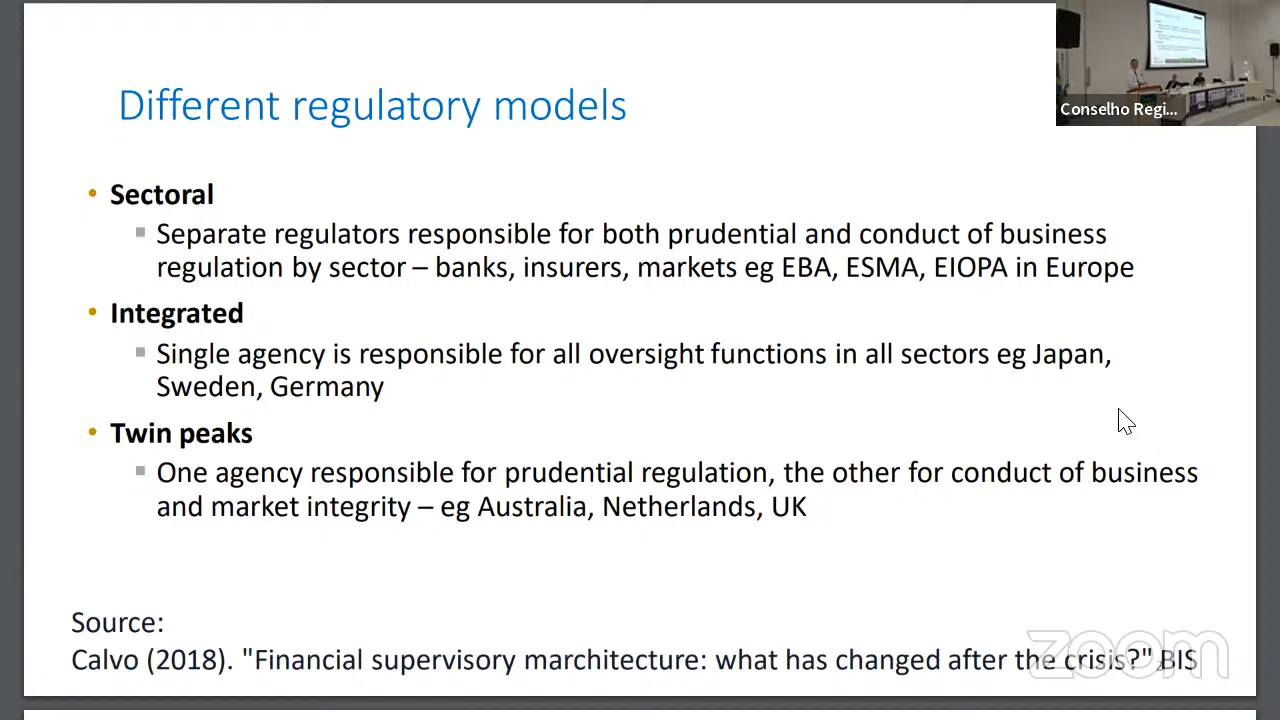 Different regulatory models
Conselho Regi...
• Sectoral
Separate regulators responsible for both prudential and conduct of business
regulation by sector – banks, insurers, markets eg EBA, ESMA, EIOPA in Europe
• Integrated
Single agency is responsible for all oversight functions in all sectors eg Japan,
Sweden, Germany
• Twin peaks
One agency responsible for prudential regulation, the other for conduct of business
and market integrity – eg Australia, Netherlands, UK
Source:
Calvo (2018). "Financial supervisory marchitecture: what has changed after the crisis?" BIS
zoom